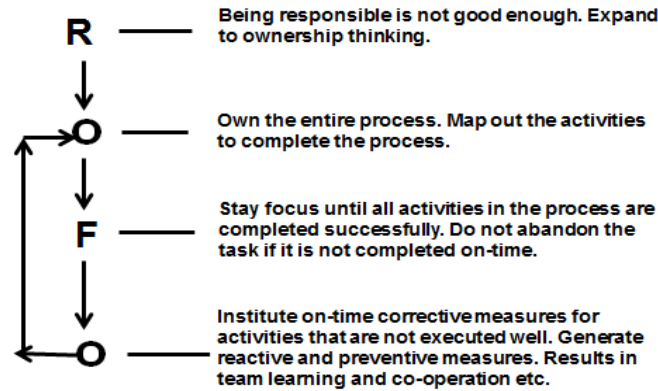 R
Being responsible is not good enough. Expand
to ownership thinking.
O
Own the entire process. Map out the activities
to complete the process.
F
Stay focus until all activities in the process are
completed successfully. Do not abandon the
task if it is not completed on-time.
O
Institute on-time corrective measures for
activities that are not executed well. Generate
reactive and preventive measures. Results in
team learning and co-operation etc.